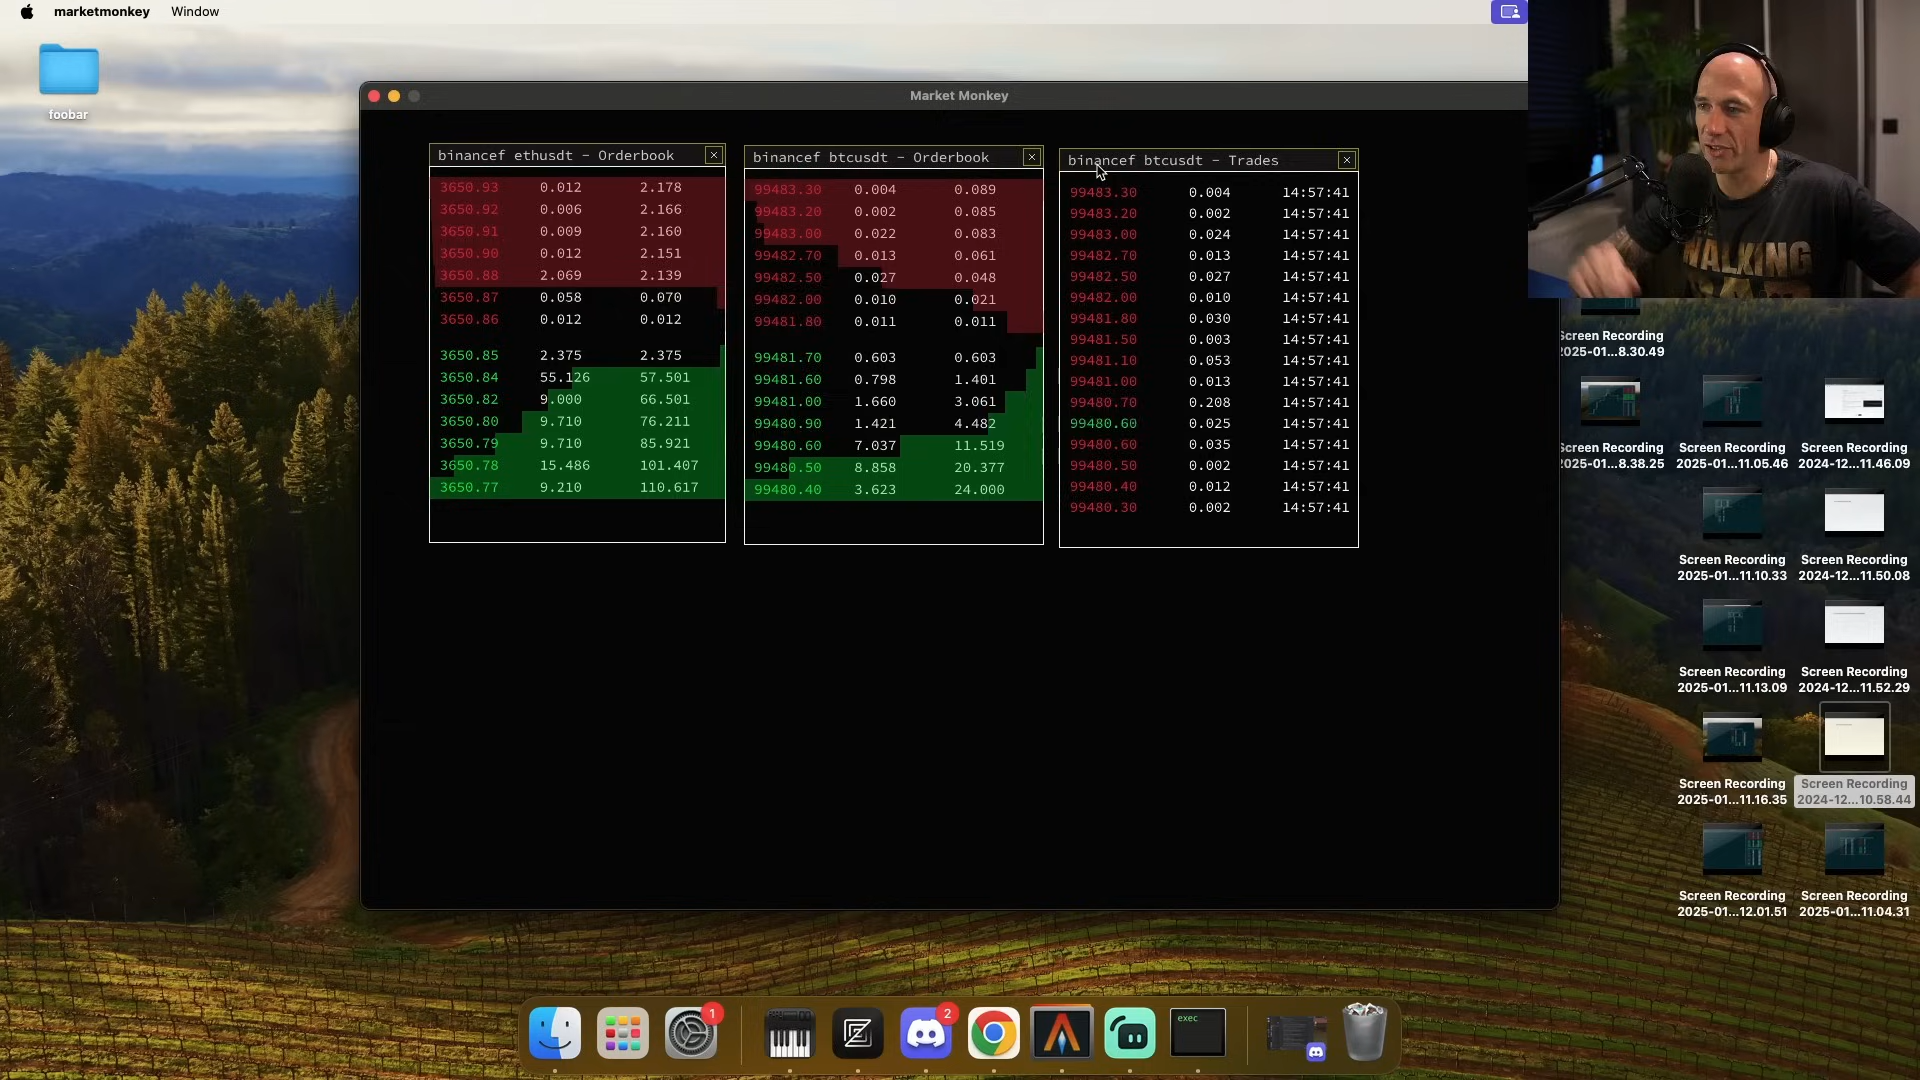 marketmonkey Window
foobar
Market Monkey
binancef ethusdt - Orderbook
3650.93 0.012 2.178
3650.92 0.006 2.166
3650.91 0.009 2.160
3650.90 0.012 2.151
3650.88 2.069 2.139
3650.87 0.058 0.070
3650.86 0.012 0.012
3650.85 2.375 2.375
3650.84 55.126 57.501
3650.82 9.000 66.501
3650.80 9.710 76.211
3650.79 9.710 85.921
3650.78 15.486 101.407
3650.77 9.210 110.617
binancef btcusdt - Orderbook
99483.30 0.004 0.089
99483.20 0.002 0.085
99483.00 0.022 0.083
99482.70 0.013 0.061
99482.50 0.027 0.048
99482.00 0.010 0.021
99481.80 0.011 0.011
99481.70 0.603 0.603
99481.60 0.798 1.401
99481.00 1.660 3.061
99480.90 1.421 4.482
99480.60 7.037 11.519
99480.50 8.858 20.377
99480.40 3.623 24.000
binancef btcusdt - Trades
99483.30 0.004 14:57:41
99483.20 0.002 14:57:41
99483.00 0.024 14:57:41
99482.70 0.013 14:57:41
99482.50 0.027 14:57:41
99482.00 0.010 14:57:41
99481.80 0.030 14:57:41
99481.50 0.003 14:57:41
99481.10 0.053 14:57:41
99481.00 0.013 14:57:41
99480.70 0.208 14:57:41
99480.60 0.025 14:57:41
99480.60 0.035 14:57:41
99480.50 0.002 14:57:41
99480.40 0.012 14:57:41
99480.30 0.002 14:57:41
WALKING
Screen Recording
2025-01...8.30.49
Screen Recording
2025-01...8.38.25
Screen Recording
2025-01...11.05.46
Screen Recording
2024-12...11.46.09
Screen Recording
2025-01...11.10.33
Screen Recording
2024-12...11.50.08
Screen Recording
2025-01...11.13.09
Screen Recording
2024-12...11.52.29
Screen Recording
2025-01...11.16.35
Screen Recording
2024-12...10.58.44
Screen Recording
2025-01...12.01.51
Screen Recording
2025-01...11.04.31
1
2
exec